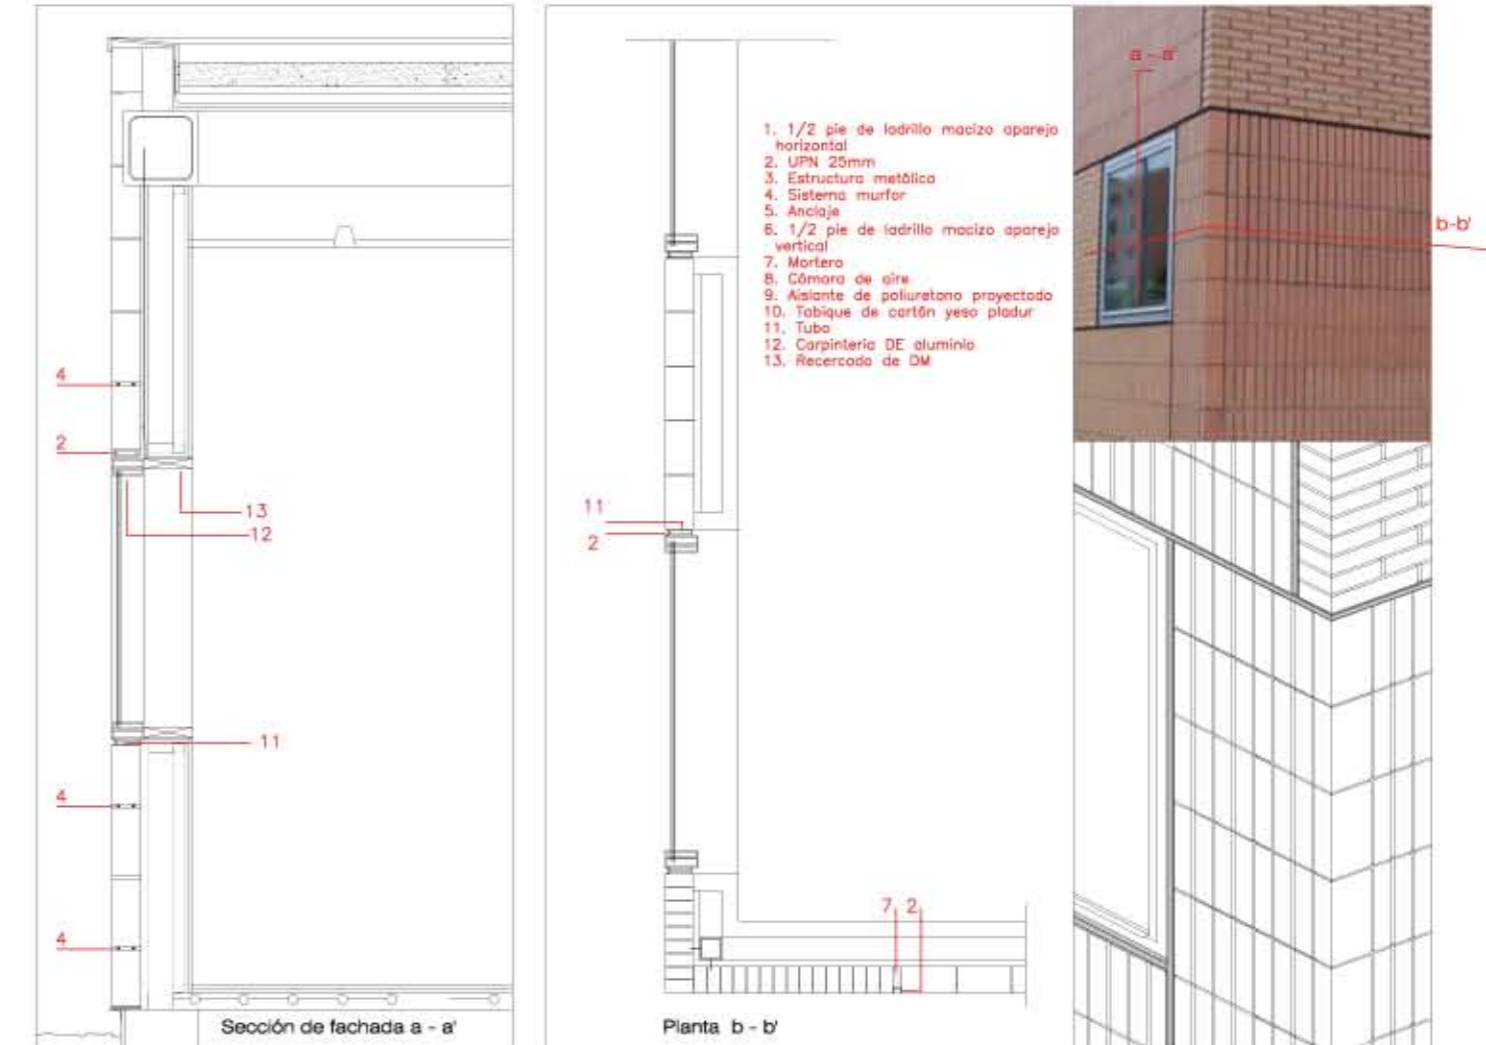 4
2
13
12
11
4
4
Sección de fachada a - a'
1. 1/2 pie de ladrillo macizo aparejo
horizontal
2. UPN 25mm
3. Estructura metálica
4. Sistema murfor
5. Anclaje
6. 1/2 pie de ladrillo macizo aparejo
vertical
7. Mortero
8. Cámara de aire
9. Aislante de poliuretano proyectado
10. Tabique de cartón yeso pladur
11. Tubo
12. Carpintería DE aluminio
13. Recercado de DM
11
2
7 2
Planta b - b'
a - a'
b-b'